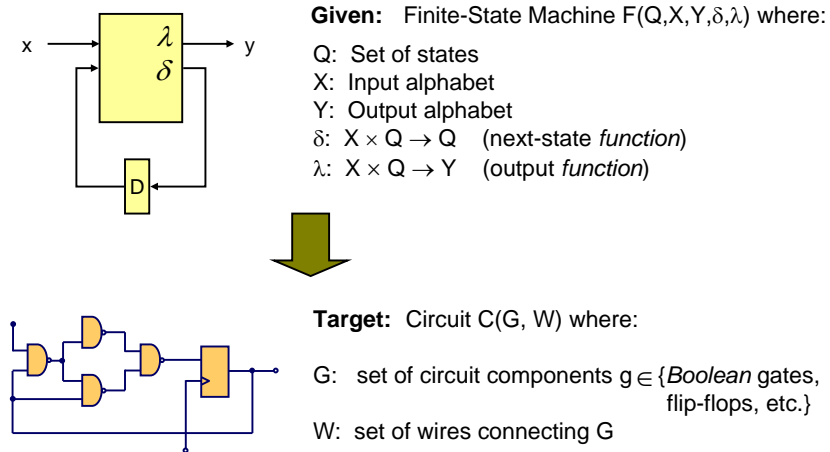 Given: Finite-State Machine F(Q,X,Y,δ,λ) where:
x
λ
y
δ
D
Q: Set of states
X: Input alphabet
Y: Output alphabet
δ: X × Q → Q (next-state function)
λ: X × Q → Y (output function)
Target: Circuit C(G, W) where:
G: set of circuit components g ∈ {Boolean gates,
flip-flops, etc.}
W: set of wires connecting G